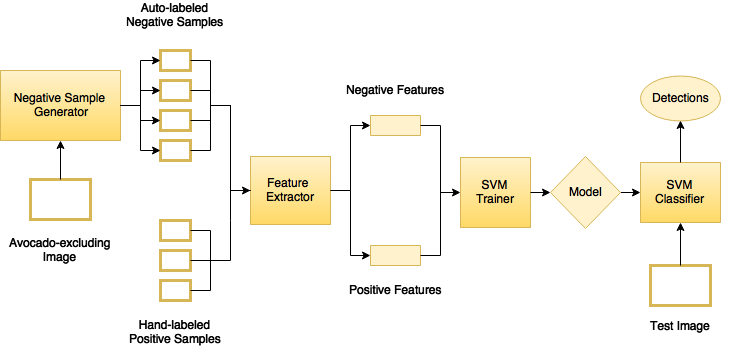 Auto-labeled
Negative Samples
Negative Sample
Generator
Avocado-excluding
Image
Hand-labeled
Positive Samples
Feature
Extractor
Negative Features
Positive Features
SVM
Trainer
Model
Detections
SVM
Classifier
Test Image